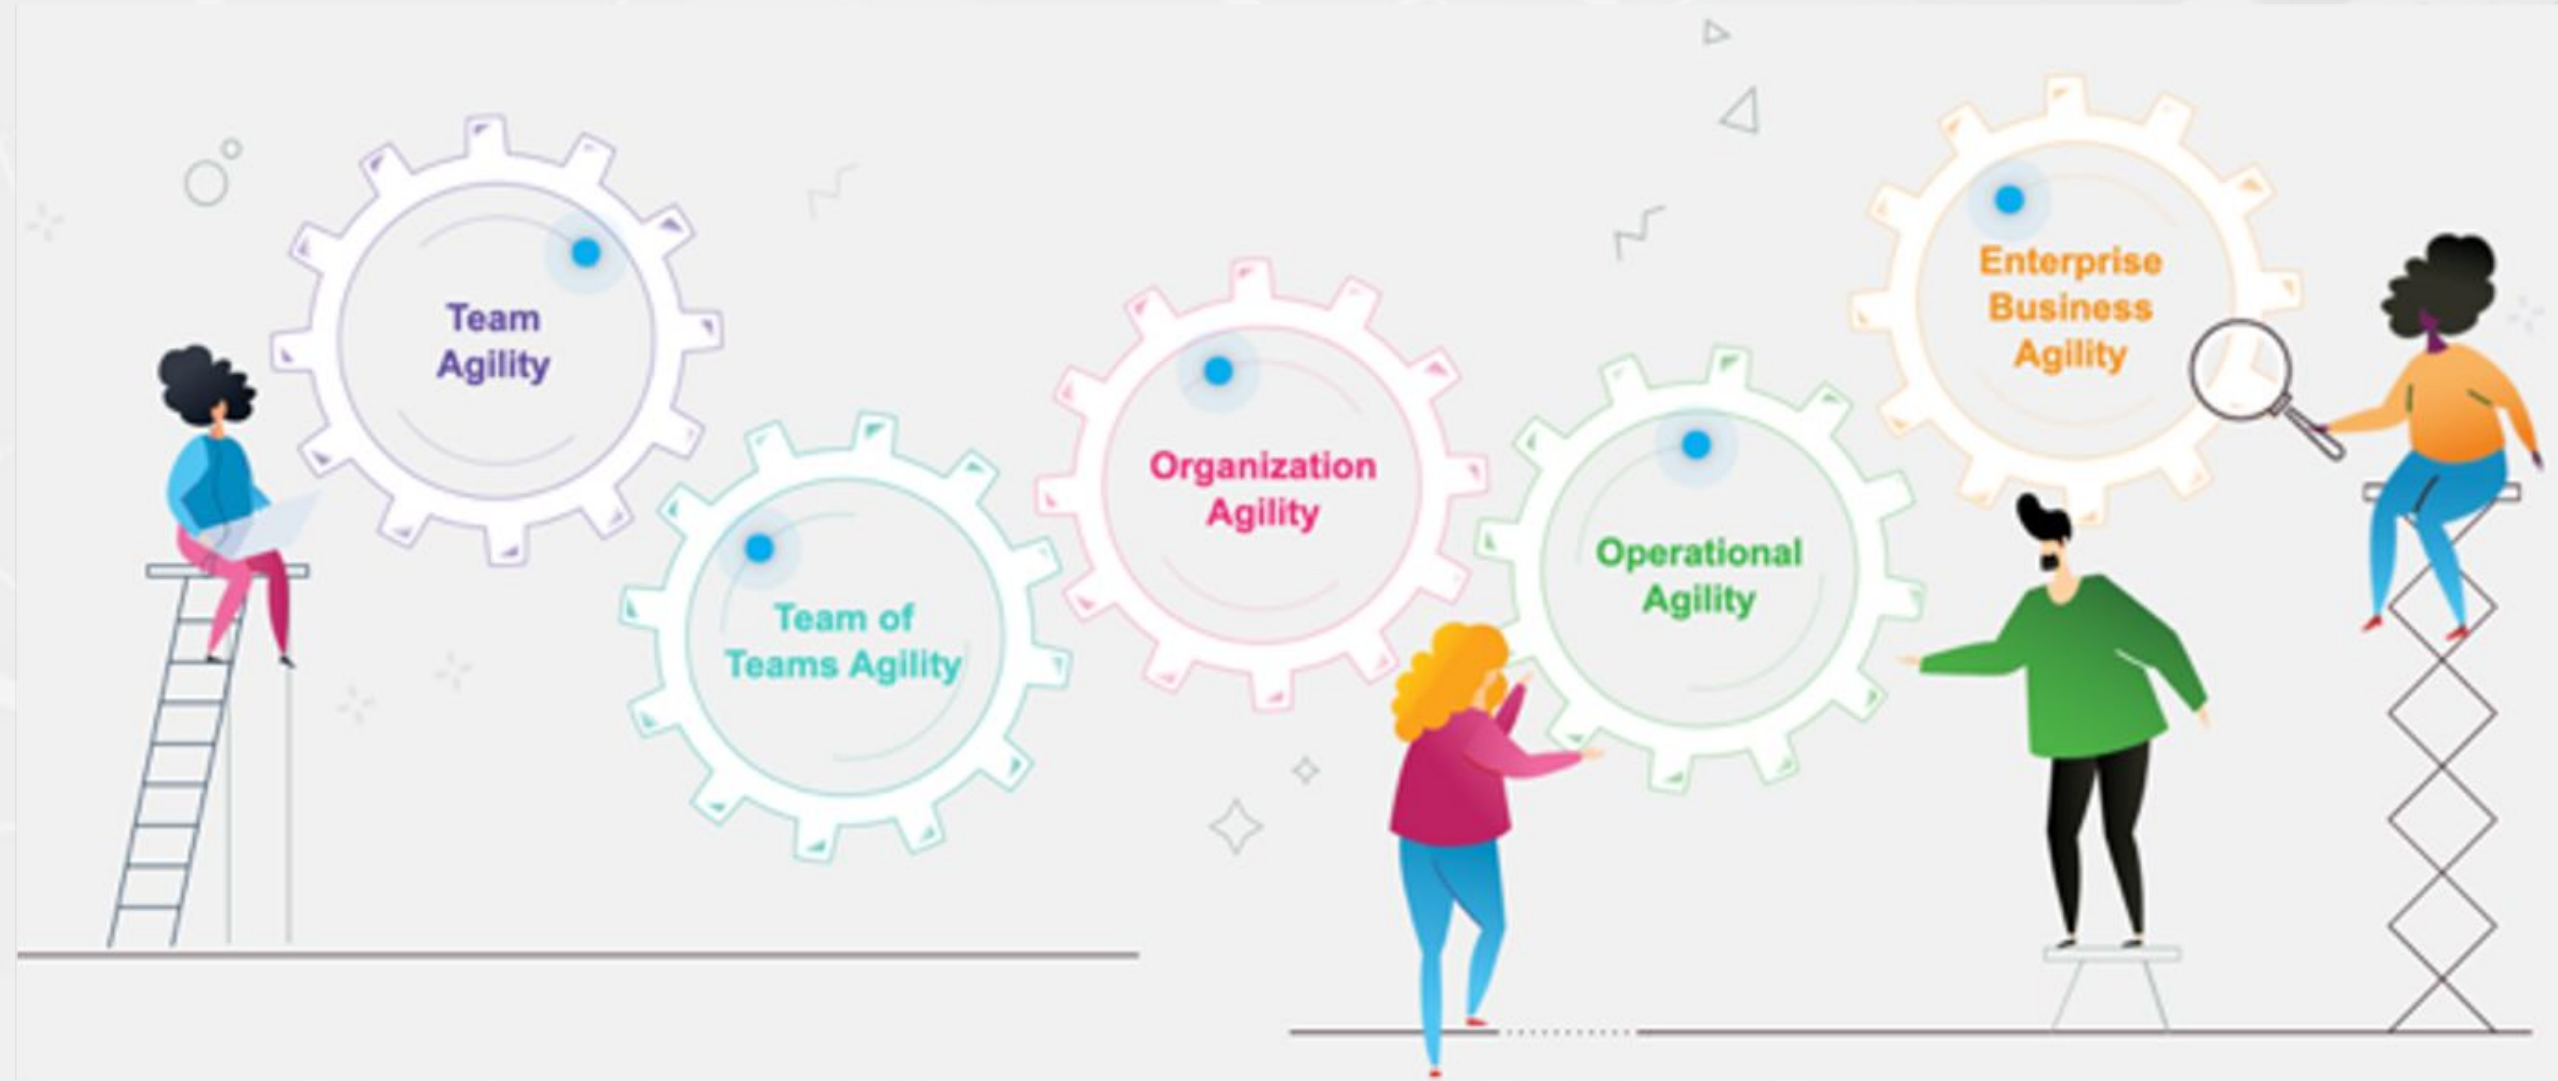 Team
Agility
Team of
Teams Agility
Organization
Agility
Operational
Agility
Enterprise
Business
Agility